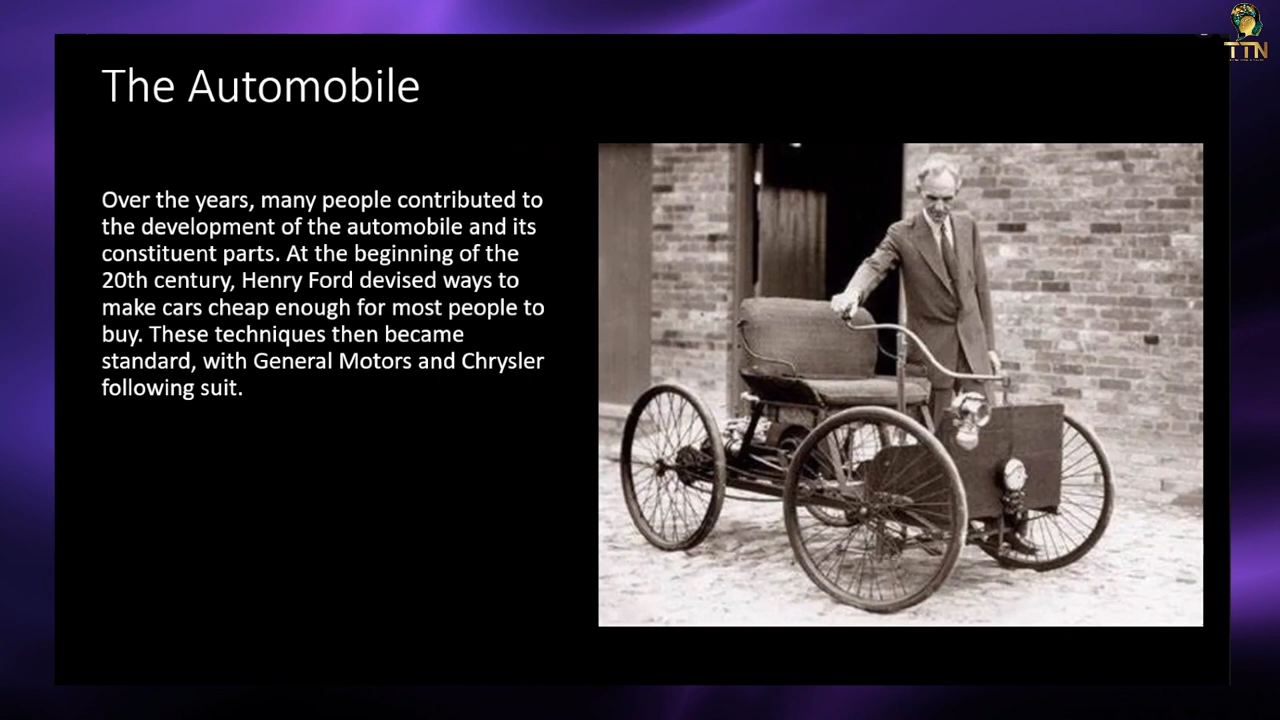 TTN
The Automobile
Over the years, many people contributed to
the development of the automobile and its
constituent parts. At the beginning of the
20th century, Henry Ford devised ways to
make cars cheap enough for most people to
buy. These techniques then became
standard, with General Motors and Chrysler
following suit.